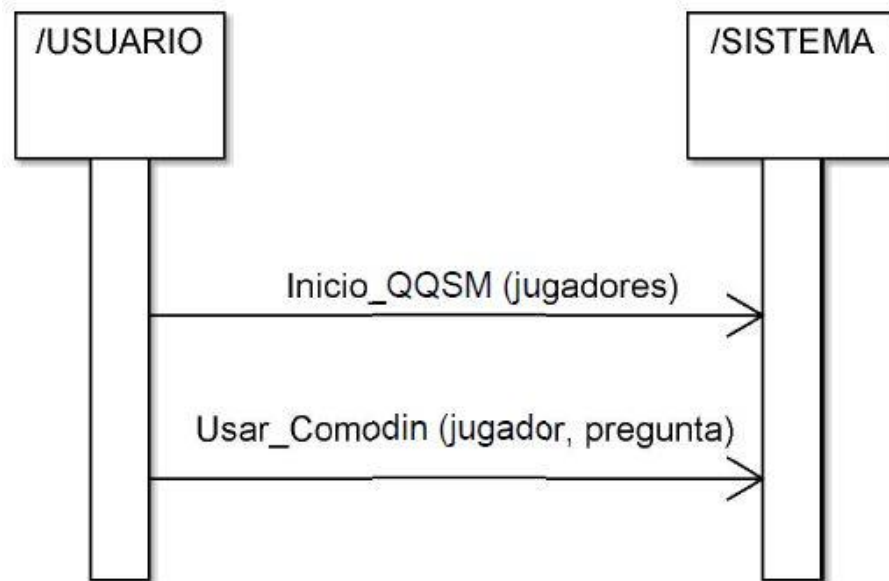 /USUARIO
/SISTEMA
Inicio_QQSM (jugadores)
Usar_Comodin (jugador, pregunta)